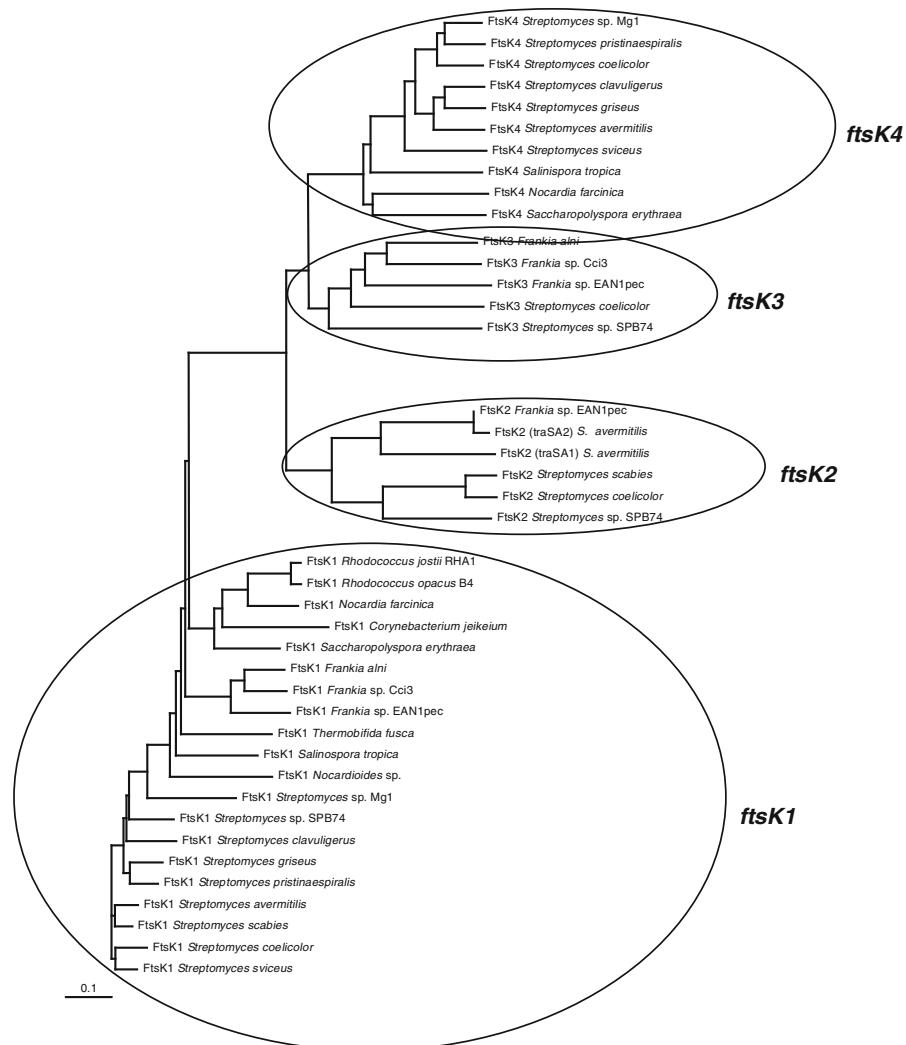 FtsK4 Streptomyces sp. Mg1
FtsK4 Streptomyces pristinaespiralis
FtsK4 Streptomyces coelicolor
FtsK4 Streptomyces clavuligerus
FtsK4 Streptomyces griseus
FtsK4 Streptomyces avermitilis
ftsK4
FtsK4 Streptomyces sviceus
FtsK4 Salinispora tropica
FtsK4 Nocardia farcinica
FtsK4 Saccharopolyspora erythraea
FtsK3 Frankia alni
FtsK3 Frankia sp. Cci3
FtsK3 Frankia sp. EAN1pec
ftsK3
FtsK3 Streptomyces coelicolor
FtsK3 Streptomyces sp. SPB74
FtsK2 Frankia sp. EAN1pec
FtsK2 (traSA2) S. avermitilis
FtsK2 (traSA1) S. avermitilis
FtsK2 Streptomyces scabies
ftsK2
FtsK2 Streptomyces coelicolor
FtsK2 Streptomyces sp. SPB74
FtsK1 Rhodococcus jostii RHA1
FtsK1 Rhodococcus opacus B4
FtsK1 Nocardia farcinica
FtsK1 Corynebacterium jeikeium
FtsK1 Saccharopolyspora erythraea
FtsK1 Frankia alni
FtsK1 Frankia sp. Cci3
FtsK1 Frankia sp. EAN1pec
FtsK1 Thermobifida fusca
FtsK1 Salinospora tropica
FtsK1 Nocardioides sp.
FtsK1 Streptomyces sp. Mg1
ftsK1
FtsK1 Streptomyces sp. SPB74
FtsK1 Streptomyces clavuligerus
FtsK1 Streptomyces griseus
FtsK1 Streptomyces pristinaespiralis
FtsK1 Streptomyces avermitilis
FtsK1 Streptomyces scabies
FtsK1 Streptomyces coelicolor
FtsK1 Streptomyces sviceus
0.1